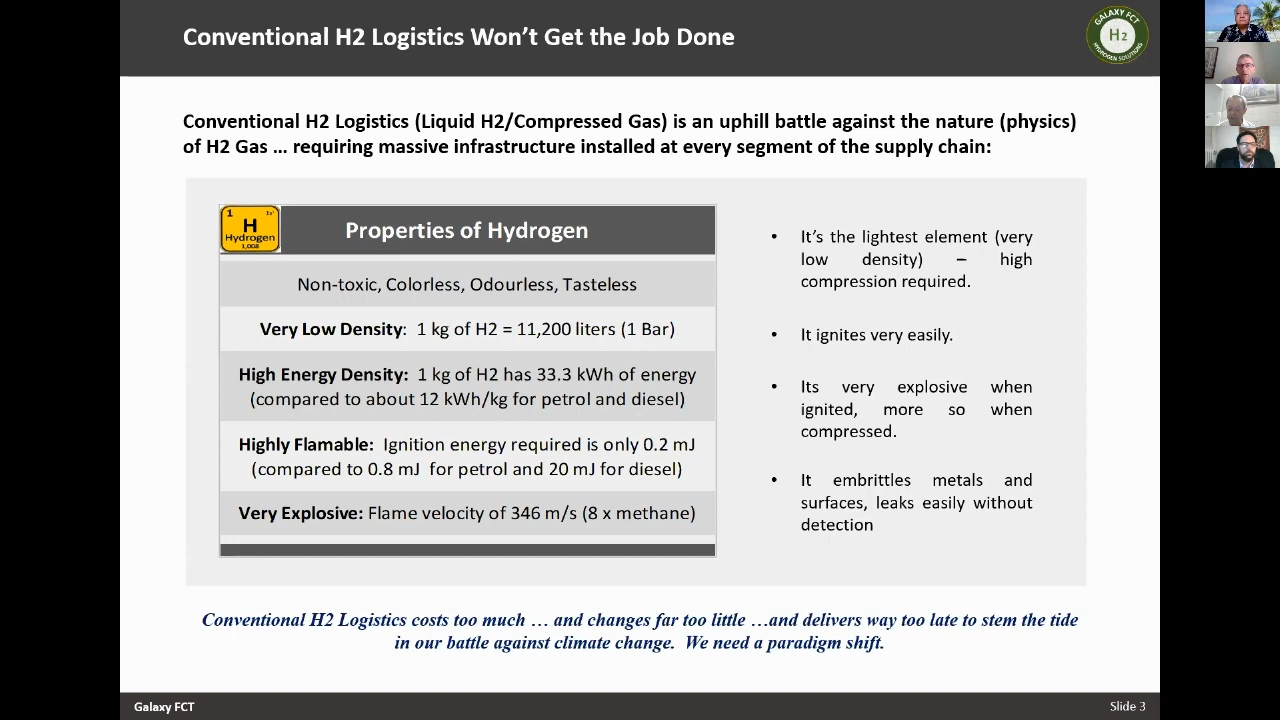 Conventional H2 Logistics Won’t Get the Job Done
GALAXY FCT
H2
HYDROGEN SOLUTIONS
Conventional H2 Logistics (Liquid H2/Compressed Gas) is an uphill battle against the nature (physics)
of H2 Gas … requiring massive infrastructure installed at every segment of the supply chain:
1
H
Hydrogen
1,008
Properties of Hydrogen
Non-toxic, Colorless, Odourless, Tasteless
Very Low Density: 1 kg of H2 = 11,200 liters (1 Bar)
High Energy Density: 1 kg of H2 has 33.3 kWh of energy
(compared to about 12 kWh/kg for petrol and diesel)
Highly Flamable: Ignition energy required is only 0.2 mJ
(compared to 0.8 mJ for petrol and 20 mJ for diesel)
Very Explosive: Flame velocity of 346 m/s (8 x methane)
• It’s the lightest element (very
low density) – high
compression required.
• It ignites very easily.
• Its very explosive when
ignited, more so when
compressed.
• It embrittles metals and
surfaces, leaks easily without
detection
Conventional H2 Logistics costs too much … and changes far too little …and delivers way too late to stem the tide
in our battle against climate change. We need a paradigm shift.
Galaxy FCT
Slide 3